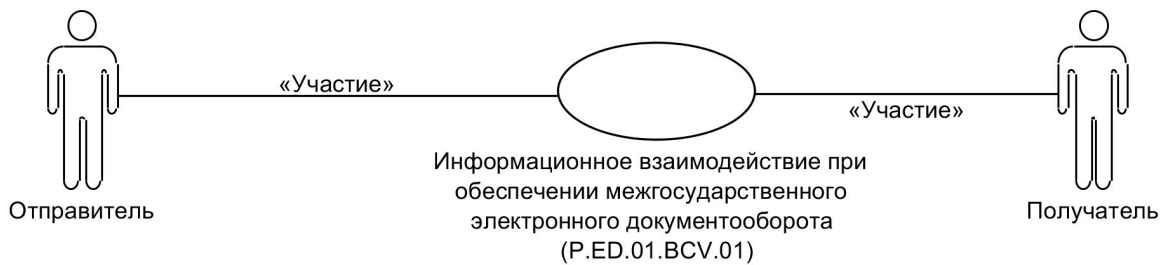 «Участие»
«Участие»
Информационное взаимодействие при
обеспечении межгосударственного
электронного документооборота
(P.ED.01.BCV.01)
Отправитель
Получатель